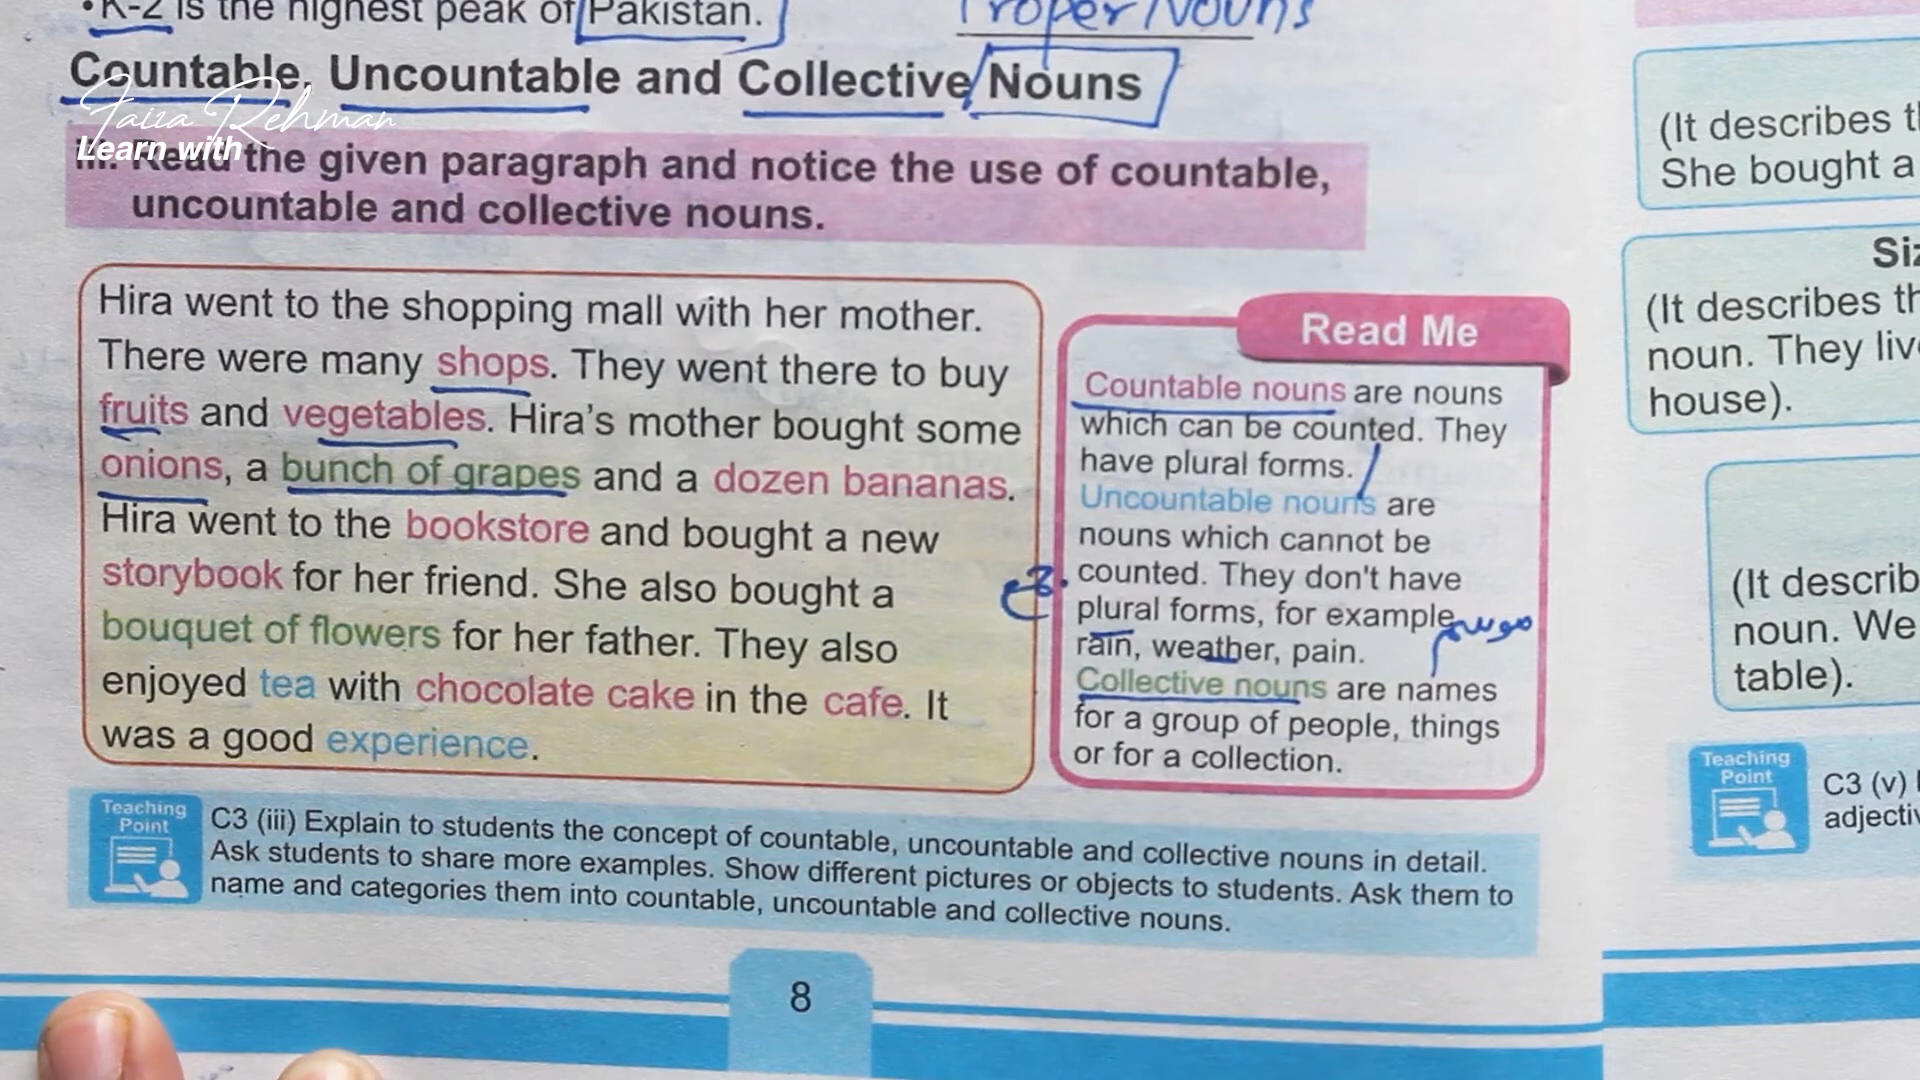 • K-2 is the highest peak of Pakistan.
Proper Nouns
Countable, Uncountable and Collective Nouns
Faiza Rehman
Learn with
iii. Read the given paragraph and notice the use of countable,
uncountable and collective nouns.
Hira went to the shopping mall with her mother.
There were many shops. They went there to buy
fruits and vegetables. Hira's mother bought some
onions, a bunch of grapes and a dozen bananas.
Hira went to the bookstore and bought a new
storybook for her friend. She also bought a
bouquet of flowers for her father. They also
enjoyed tea with chocolate cake in the cafe. It
was a good experience.
Read Me
Countable nouns are nouns
which can be counted. They
have plural forms.
Uncountable nouns are
nouns which cannot be
counted. They don't have
plural forms, for example
rain, weather, pain.
موسم
Collective nouns are names
for a group of people, things
or for a collection.
Teaching
Point
C3 (iii) Explain to students the concept of countable, uncountable and collective nouns in detail.
Ask students to share more examples. Show different pictures or objects to students. Ask them to
name and categories them into countable, uncountable and collective nouns.
8
(It describes
She bought a
(It describes
noun. They
house).
(It
noun. We
table).
Teaching
Point
C3 (v)